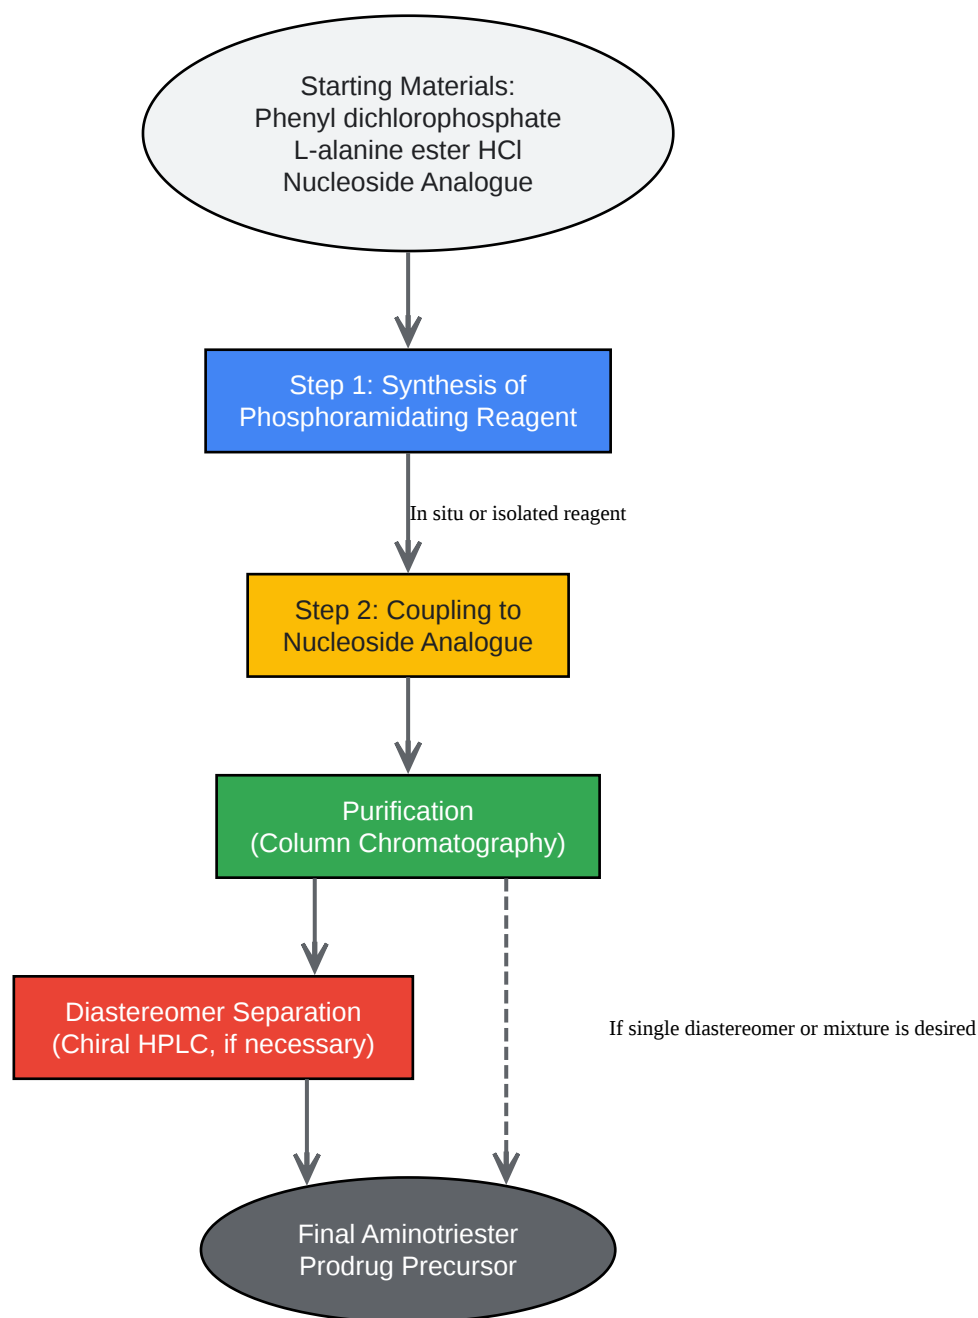 Starting Materials:
Phenyl dichlorophosphate
L-alanine ester HCl
Nucleoside Analogue
Step 1: Synthesis of
Phosphoramidating Reagent
In situ or isolated reagent
Step 2: Coupling to
Nucleoside Analogue
Purification
(Column Chromatography)
Diastereomer Separation
(Chiral HPLC, if necessary)
If single diastereomer or mixture is desired
Final Aminotriester
Prodrug Precursor